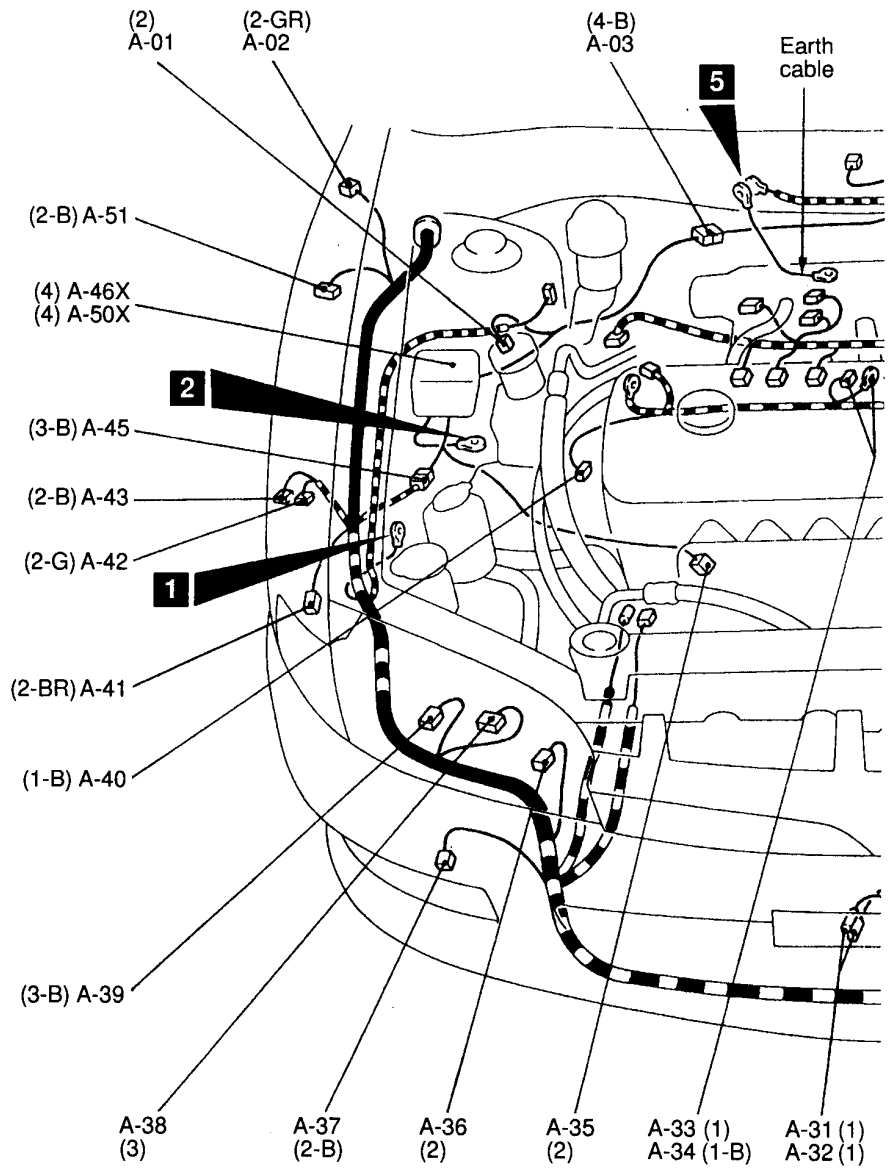 (2)
A-01
(2-GR)
A-02
(4-B)
A-03
Earth
cable
5
(2-B) A-51
(4) A-46X
(4) A-50X
2
(3-B) A-45
(2-B) A-43
(2-G) A-42
1
(2-BR) A-41
(1-B) A-40
(3-B) A-39
A-38
(3)
A-37
(2-B)
A-36
(2)
A-35
(2)
A-33 (1)
A-34 (1-B)
A-31 (1)
A-32 (1)